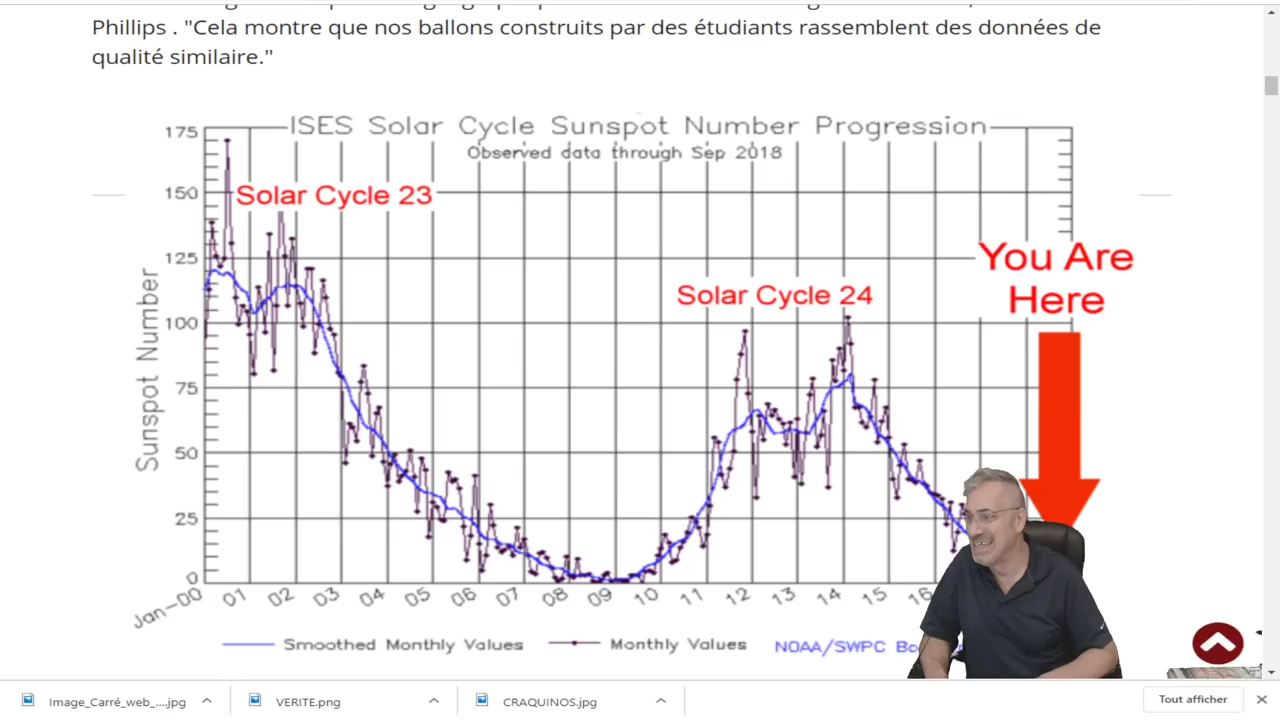 Phillips . "Cela montre que nos ballons construits par des étudiants rassemblent des données de
qualité similaire."
ISES Solar Cycle Sunspot Number Progression
Observed data through Sep 2018
175
150
125
100
75
50
25
0
Sunspot Number
Solar Cycle 23
Solar Cycle 24
You Are
Here
Jan-00 01 02 03 04 05 06 07 08 09 10 11 12 13 14 15 16
Smoothed Monthly Values Monthly Values NOAA/SWPC
Image_Carré_web_....jpg VERITE.png CRAQUINOS.jpg Tout afficher